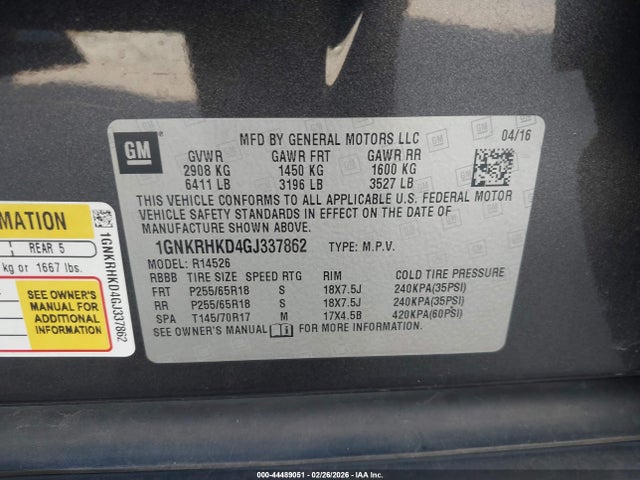 GM
MFD BY GENERAL MOTORS LLC
04/16
GVWR GAWR FRT GAWR RR
2908 KG 1450 KG 1600 KG
6411 LB 3196 LB 3527 LB
THIS VEHICLE CONFORMS TO ALL APPLICABLE U.S. FEDERAL MOTOR
VEHICLE SAFETY STANDARDS IN EFFECT ON THE DATE OF
MANUFACTURE SHOWN ABOVE.
1GNKRHKD4GJ337862 TYPE: M.P.V.
MODEL: R14526
RBBB TIRE SIZE SPEED RTG RIM COLD TIRE PRESSURE
FRT P255/65R18 S 18X7.5J 240KPA(35PSI)
RR P255/65R18 S 18X7.5J 240KPA(35PSI)
SPA T145/70R17 M 17X4.5B 420KPA(60PSI)
SEE OWNER'S MANUAL FOR MORE INFORMATION.
REAR 5
kg or 1667 lbs.
SEE OWNER'S
MANUAL FOR
ADDITIONAL
INFORMATION
1GNKRHKD4GJ337862
000 - 44489051 - 02/26/2026 - IAA Inc.